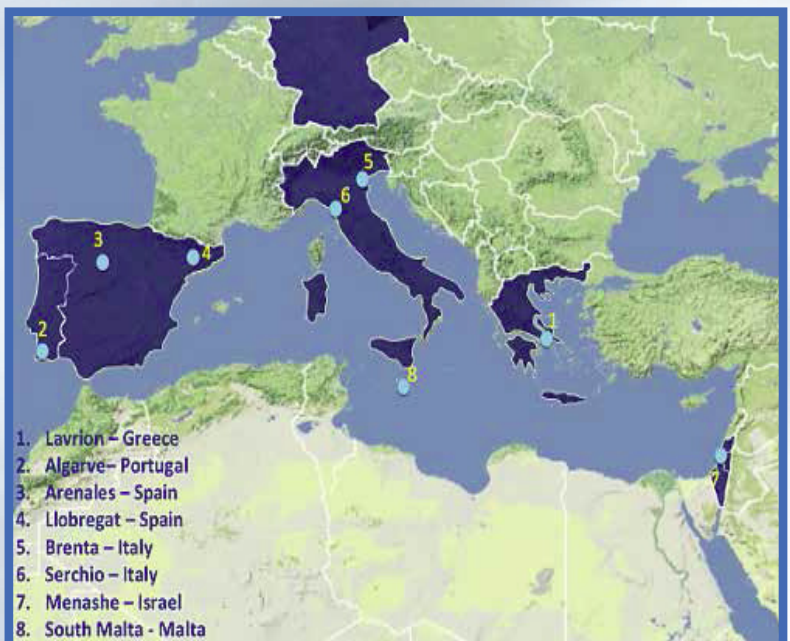 5
6
3
4
1
2
8
7
1. Lavrion – Greece
2. Algarve– Portugal
3. Arenales – Spain
4. Llobregat – Spain
5. Brenta – Italy
6. Serchio – Italy
7. Menashe – Israel
8. South Malta - Malta